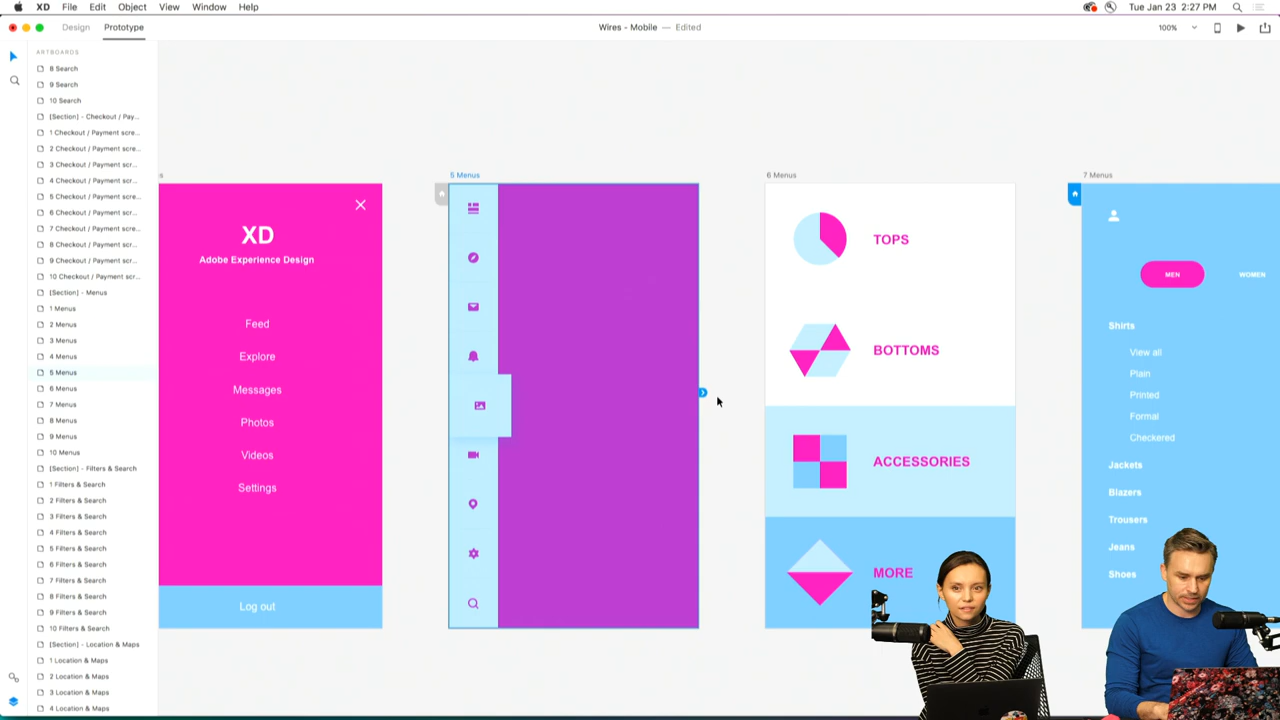 XD File Edit Object View Window Help
Tue Jan 23 2:27 PM
Design Prototype
Wires - Mobile — Edited
100%
ARTBOARDS
8 Search
9 Search
10 Search
[Section] - Checkout / Pay...
1 Checkout / Payment scre...
2 Checkout / Payment scre...
3 Checkout / Payment scr...
4 Checkout / Payment scr...
5 Checkout / Payment scr...
6 Checkout / Payment scr...
7 Checkout / Payment scre...
8 Checkout / Payment scr...
9 Checkout / Payment scr...
10 Checkout / Payment scr...
[Section] - Menus
1 Menus
2 Menus
3 Menus
4 Menus
5 Menus
6 Menus
7 Menus
8 Menus
9 Menus
10 Menus
[Section] - Filters & Search
1 Filters & Search
2 Filters & Search
3 Filters & Search
4 Filters & Search
5 Filters & Search
6 Filters & Search
7 Filters & Search
8 Filters & Search
9 Filters & Search
10 Filters & Search
[Section] - Location & Maps
1 Location & Maps
2 Location & Maps
3 Location & Maps
4 Location & Maps
s
XD
Adobe Experience Design
Feed
Explore
Messages
Photos
Videos
Settings
Log out
5 Menus
6 Menus
TOPS
BOTTOMS
ACCESSORIES
MORE
7 Menus
MEN
WOMEN
Shirts
View all
Plain
Printed
Formal
Checkered
Jackets
Blazers
Trousers
Jeans
Shoes